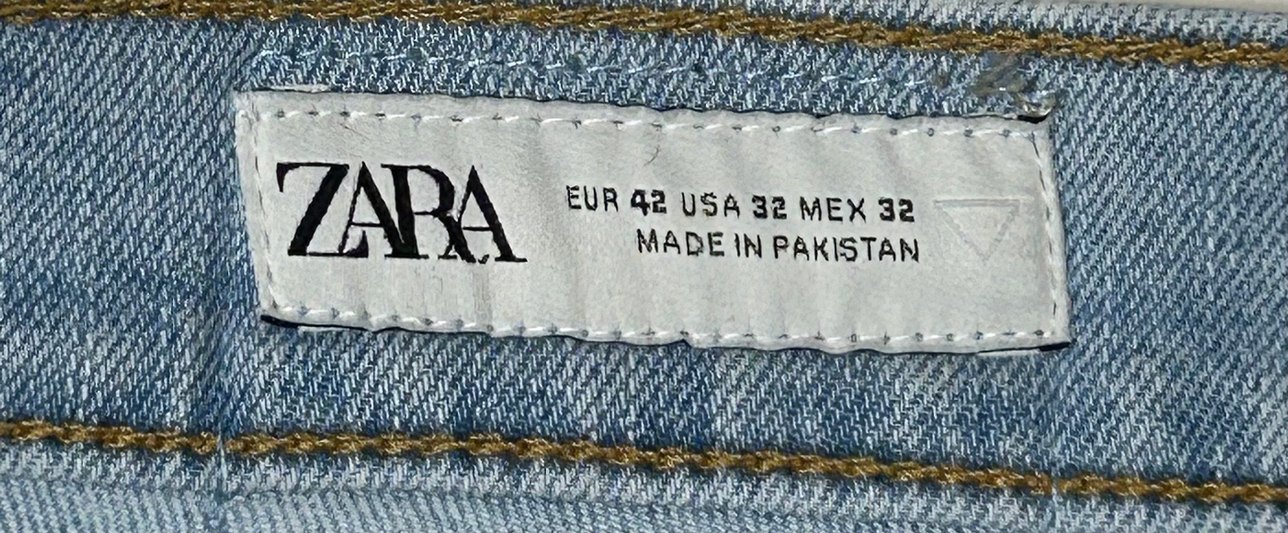 ZARA
EUR 42 USA 32 MEX 32
MADE IN PAKISTAN